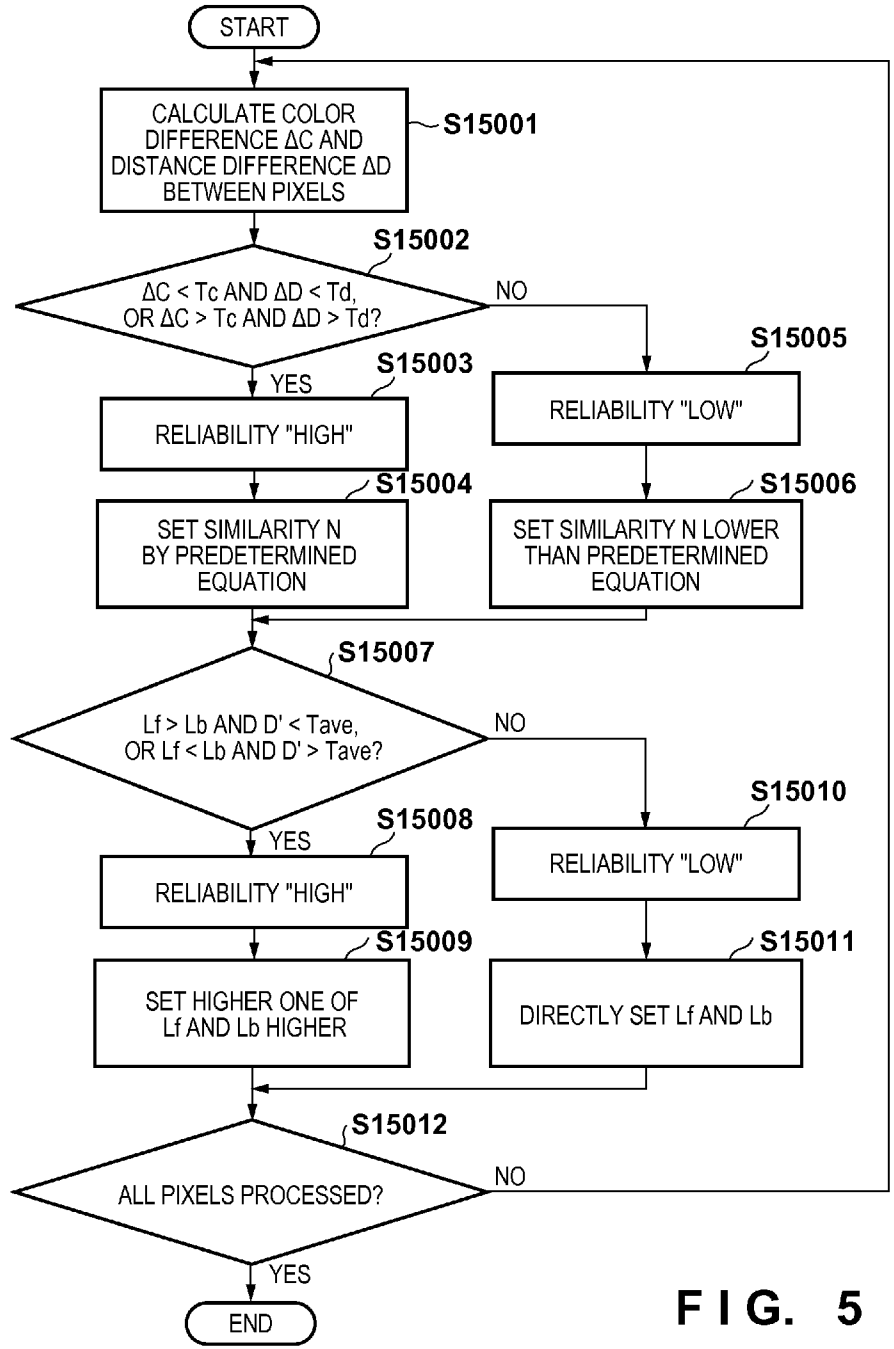 START
CALCULATE COLOR
DIFFERENCE ΔC AND
DISTANCE DIFFERENCE ΔD
BETWEEN PIXELS
S15001
S15002
ΔC < Tc AND ΔD < Td,
OR ΔC > Tc AND ΔD > Td?
NO
YES
S15003
RELIABILITY "HIGH"
S15005
RELIABILITY "LOW"
S15004
SET SIMILARITY N
BY PREDETERMINED
EQUATION
S15006
SET SIMILARITY N LOWER
THAN PREDETERMINED
EQUATION
S15007
Lf > Lb AND D' < Tave,
OR Lf < Lb AND D' > Tave?
NO
YES
S15008
RELIABILITY "HIGH"
S15010
RELIABILITY "LOW"
S15009
SET HIGHER ONE OF
Lf AND Lb HIGHER
S15011
DIRECTLY SET Lf AND Lb
S15012
ALL PIXELS PROCESSED?
NO
YES
END
FIG. 5